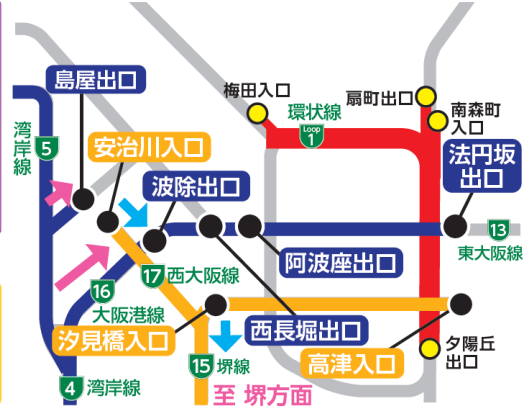 島屋出口
梅田入口
環状線
Loop
1
扇町出口
南森町
入口
湾岸線
5
安治川入口
波除出口
法円坂
出口
13
東大阪線
阿波座出口
17 西大阪線
16
大阪港線
汐見橋入口
西長堀出口
高津入口
夕陽丘
出口
15 堺線
4 湾岸線
至 堺方面